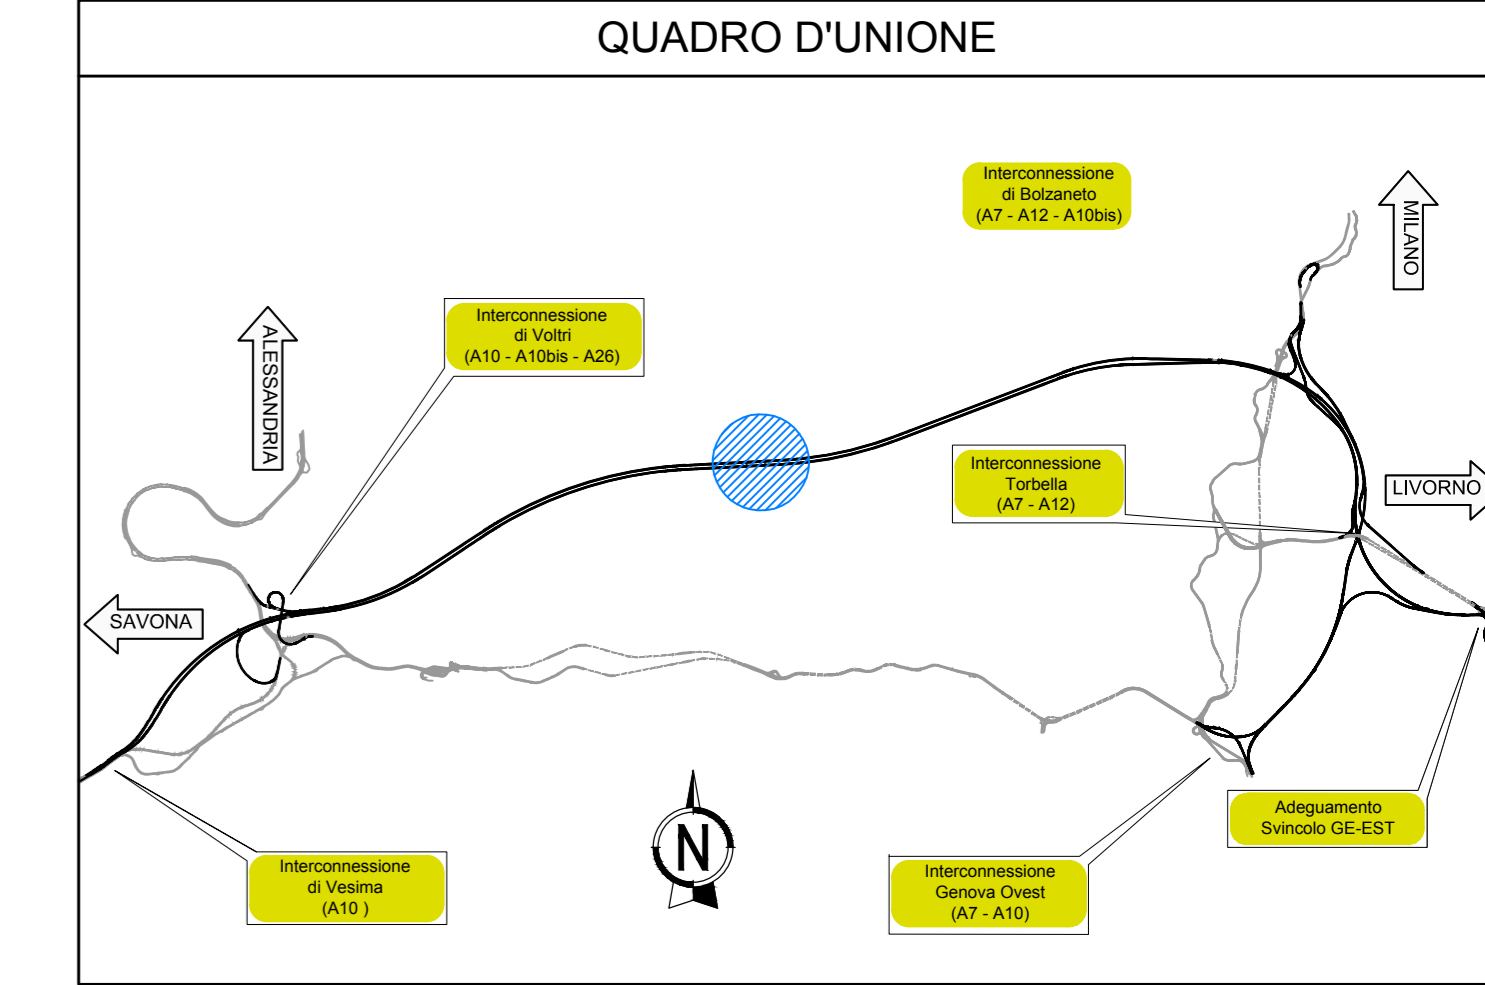 QUADRO D'UNIONE
Interconnessione
di Bolzaneto
(A7 - A12 - A10bis)
MILANO
Interconnessione
di Voltri
(A10 - A10bis - A26)
ALESSANDRIA
Interconnessione
Torbella
(A7 - A12)
LIVORNO
SAVONA
Adeguamento
Svincolo GE-EST
Interconnessione
di Vesima
(A10 )
N
Interconnessione
Genova Ovest
(A7 - A10)